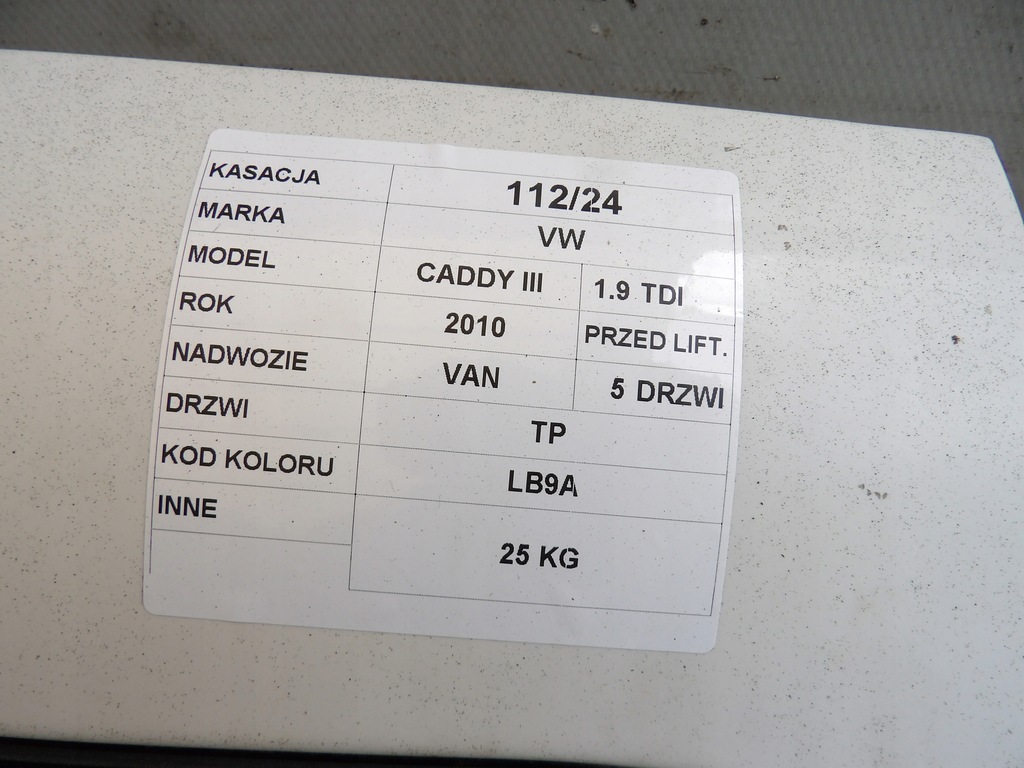 KASACJA 112/24
MARKA VW
MODEL CADDY III 1.9 TDI
ROK 2010 PRZED LIFT.
NADWOZIE VAN 5 DRZWI
DRZWI TP
KOD KOLORU LB9A
INNE 25 KG